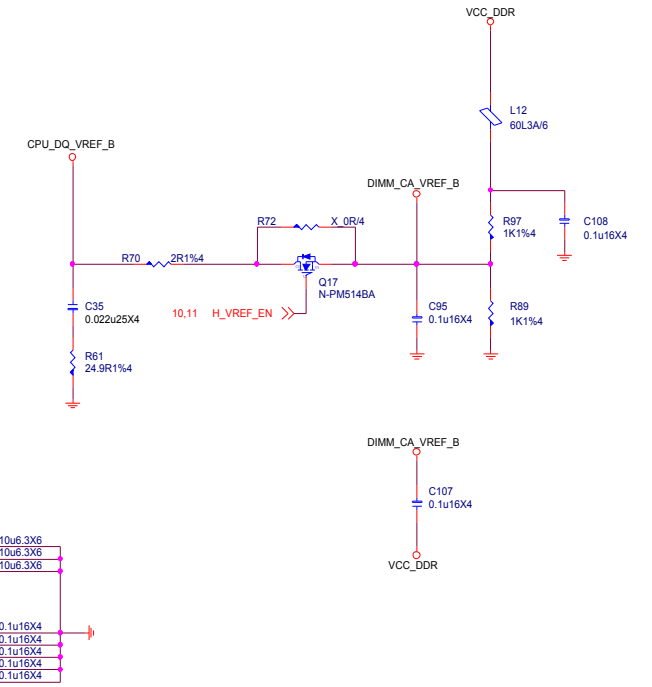 VCC_DDR
L12
60L3A/6
CPU_DQ_VREF_B
DIMM_CA_VREF_B
R72
X_0R/4
R97
1K1%4
C108
0.1u16X4
R70
2R1%4
Q17
N-PM514BA
C35
0.022u25X4
10,11 H_VREF_EN
C95
0.1u16X4
R89
1K1%4
R61
24.9R1%4
DIMM_CA_VREF_B
C107
0.1u16X4
VCC_DDR
10u6.3X6
10u6.3X6
10u6.3X6
0.1u16X4
0.1u16X4
0.1u16X4
0.1u16X4
0.1u16X4